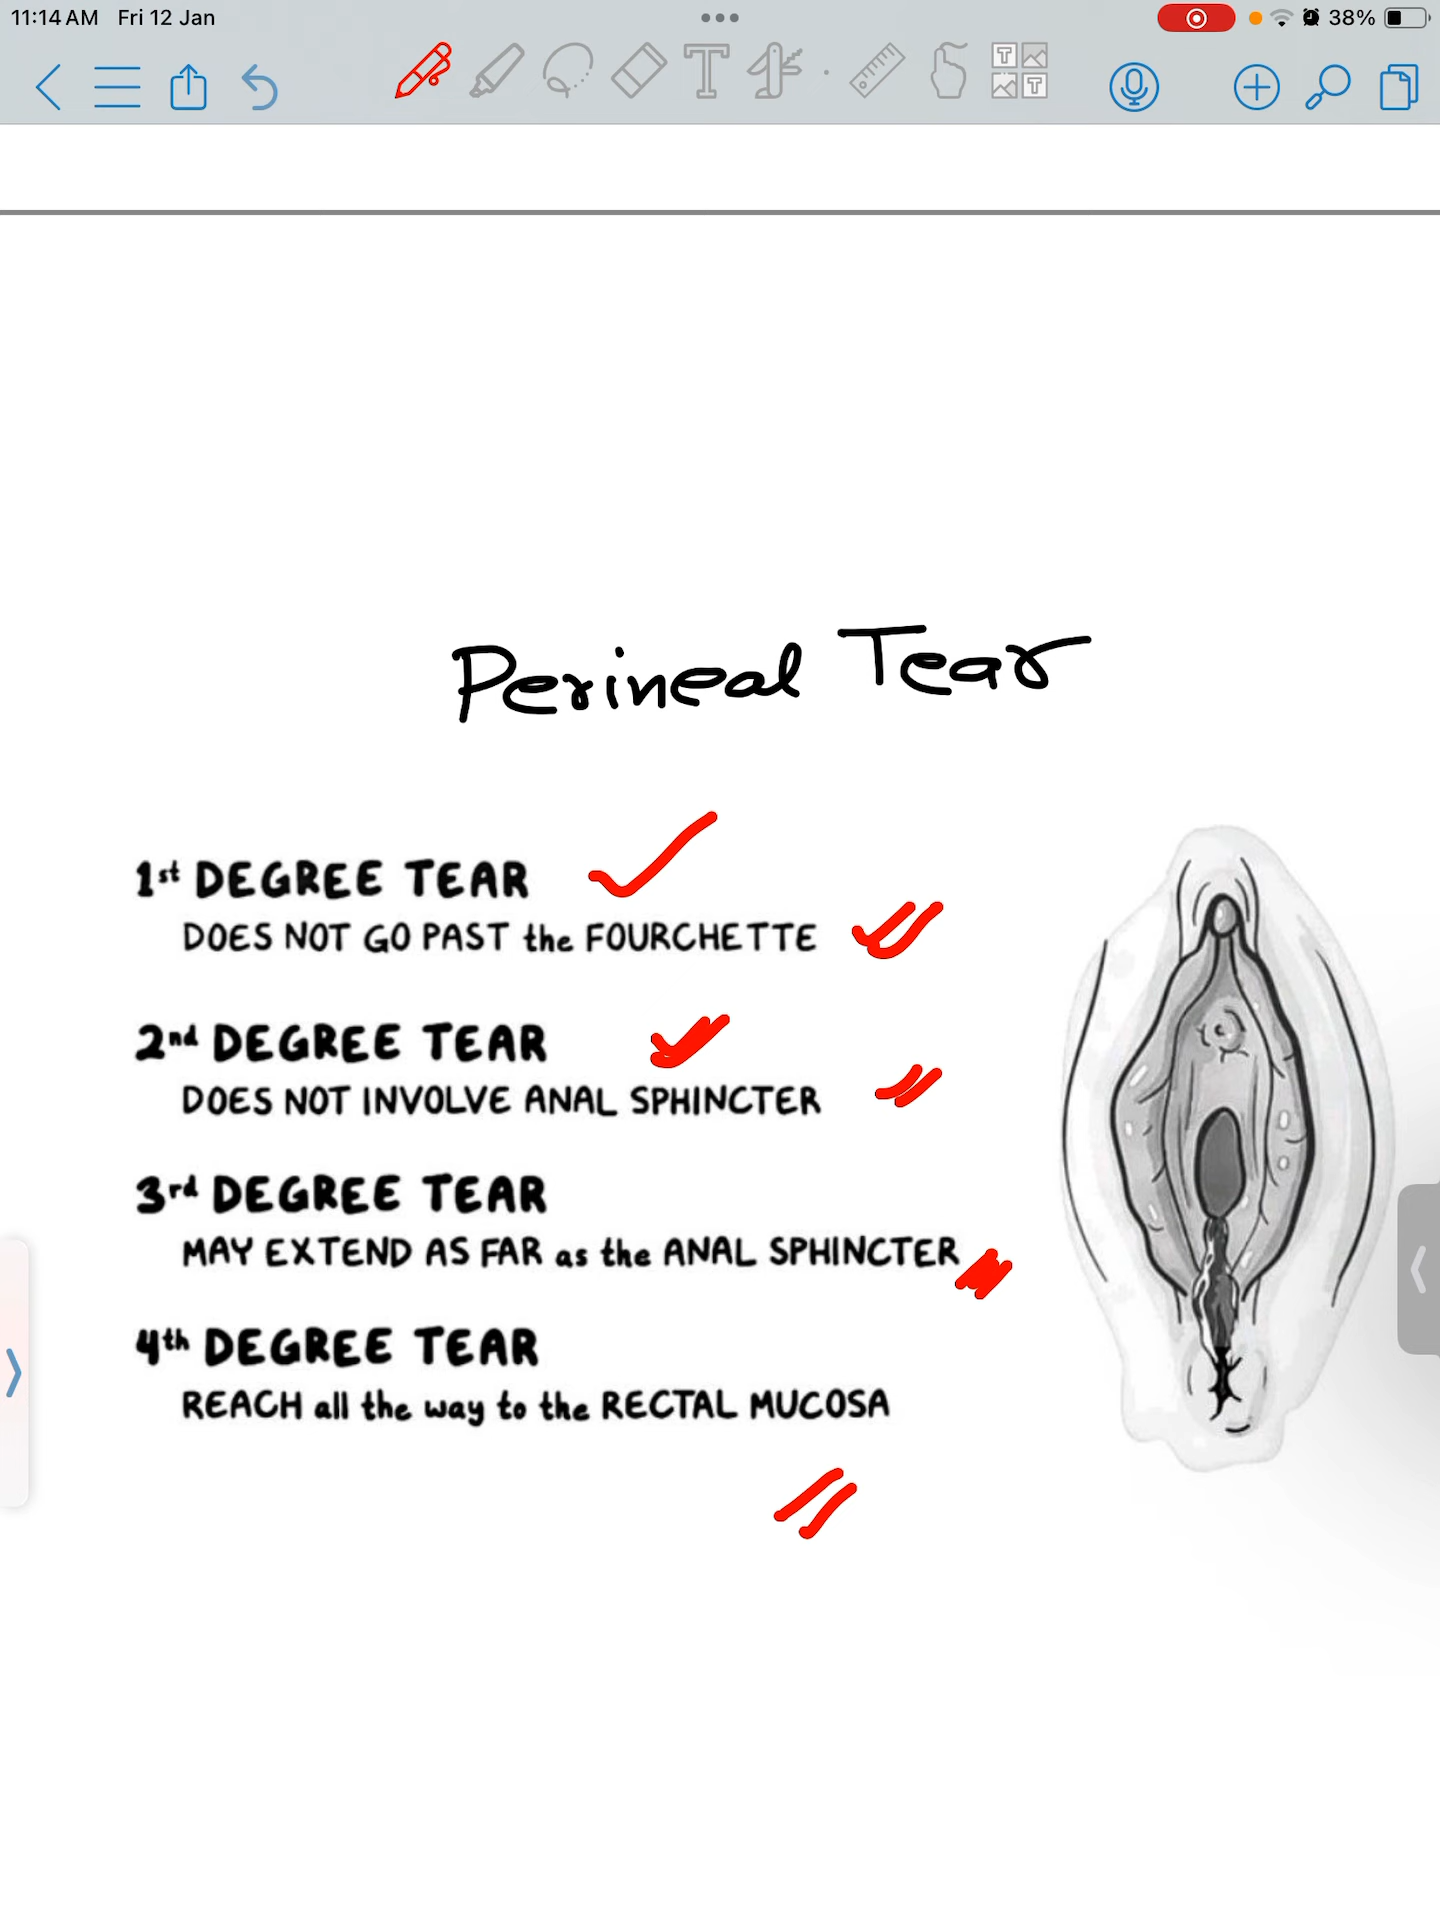 11:14 AM Fri 12 Jan
38%
Perineal Tear
1st DEGREE TEAR
DOES NOT GO PAST the FOURCHETTE
2nd DEGREE TEAR
DOES NOT INVOLVE ANAL SPHINCTER
3rd DEGREE TEAR
MAY EXTEND AS FAR as the ANAL SPHINCTER
4th DEGREE TEAR
REACH all the way to the RECTAL MUCOSA